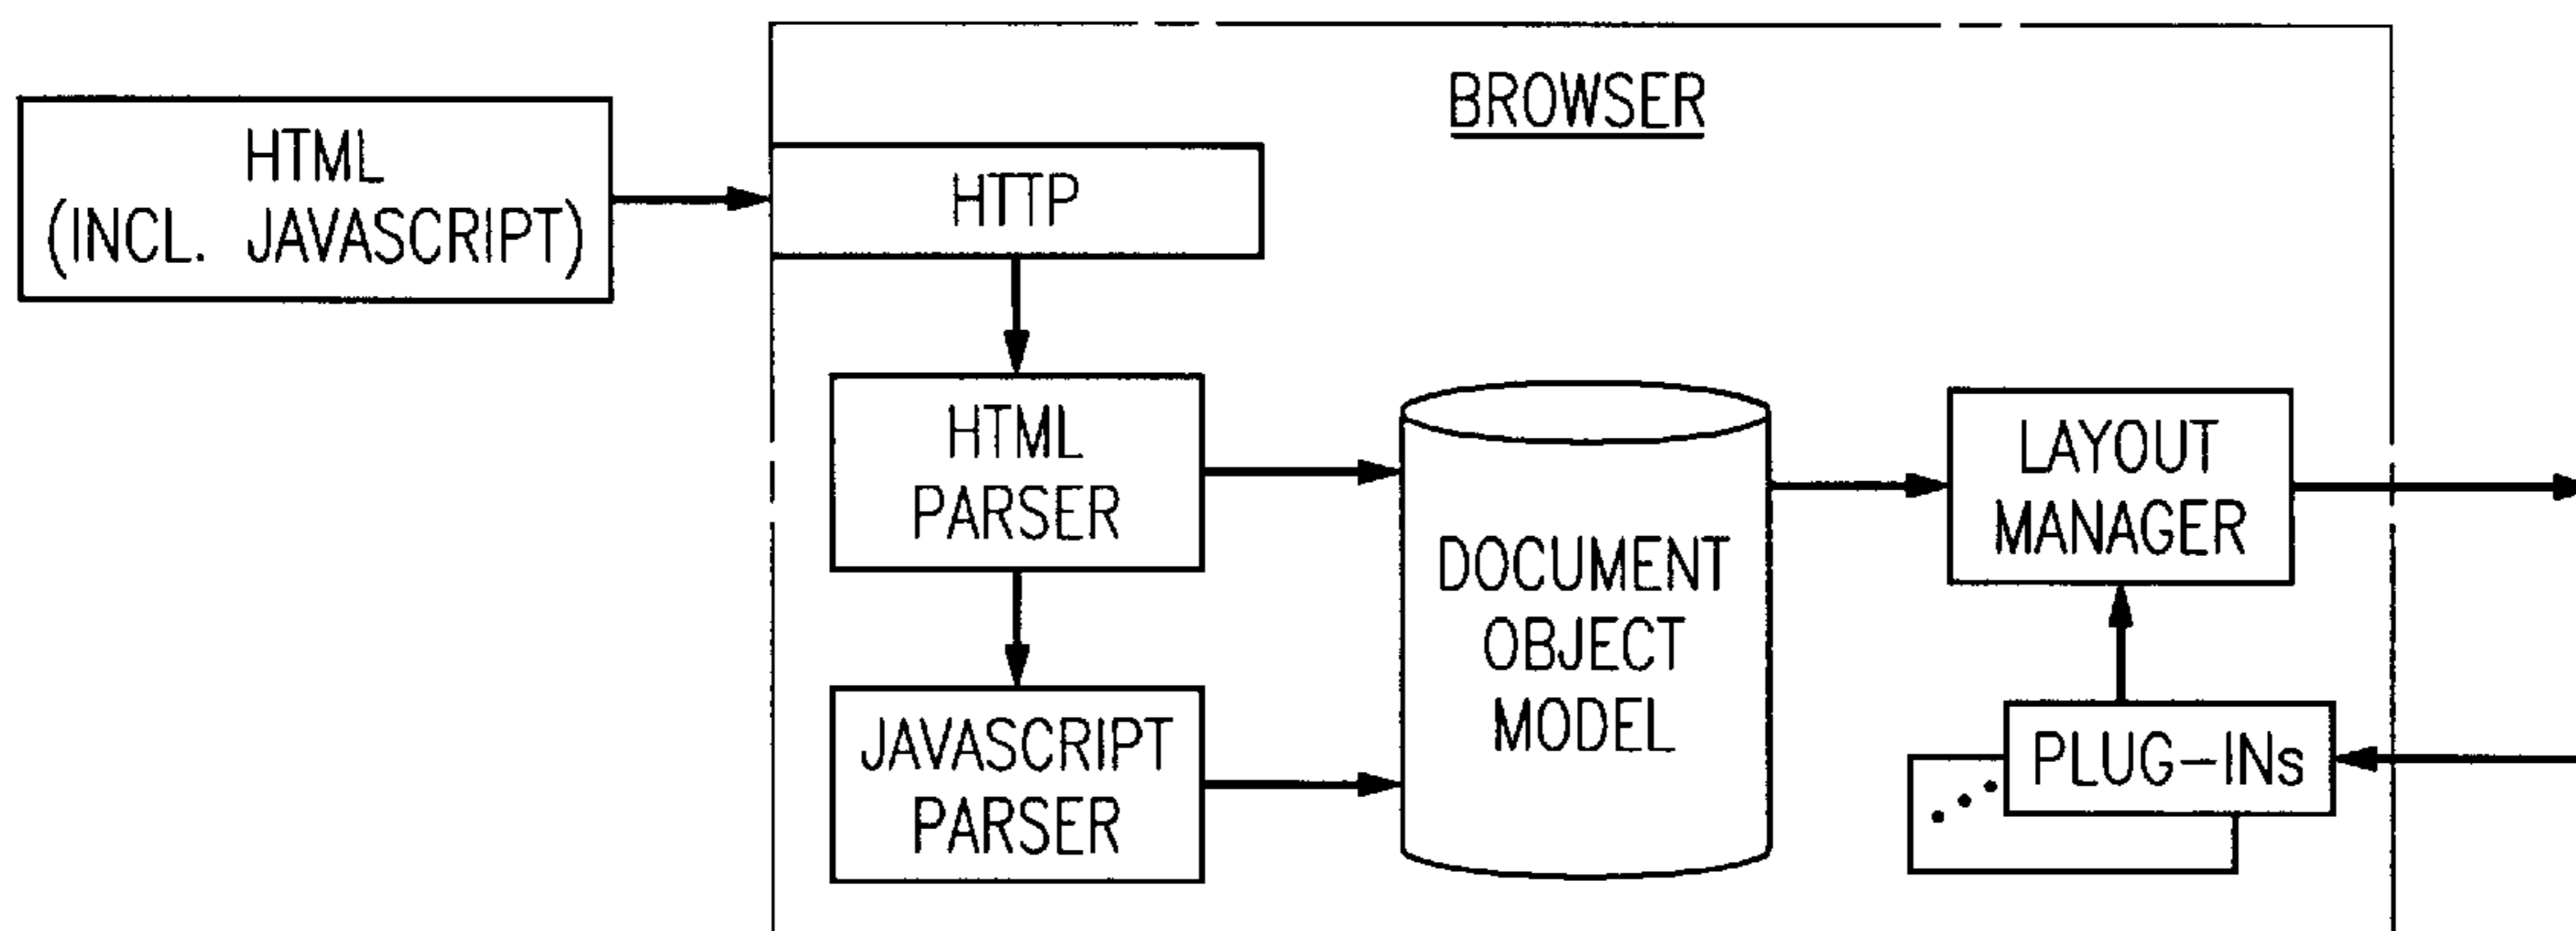 BROWSER
HTML
(INCL. JAVASCRIPT)
HTTP
HTML
PARSER
JAVASCRIPT
PARSER
DOCUMENT
OBJECT
MODEL
LAYOUT
MANAGER
PLUG-INs